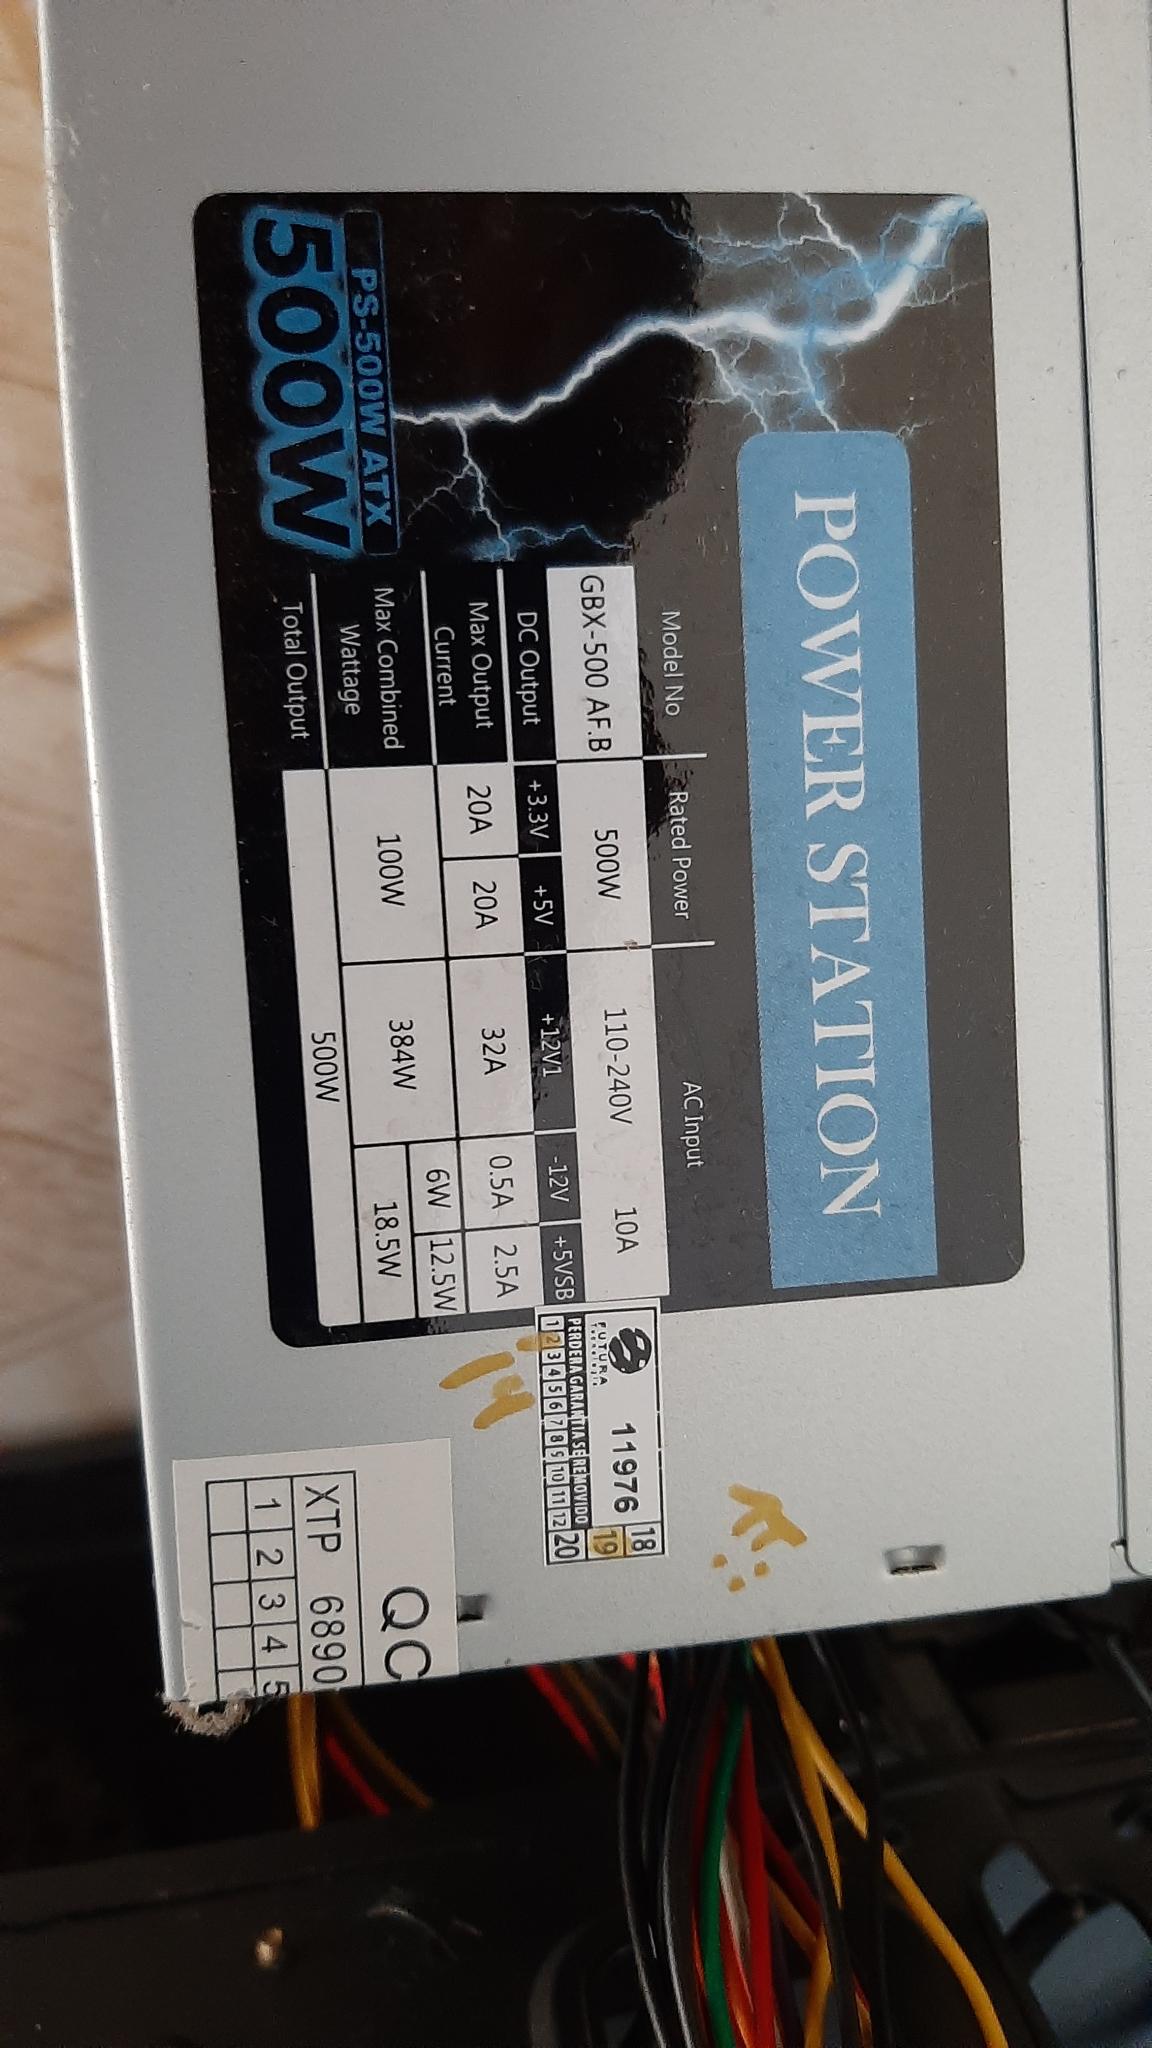 POWER STATION
Model No Rated Power AC Input
GBX-500 AF.B 500W 110-240V 10A
DC Output +3.3V +5V +12V1 -12V +5VSB
Max Output
Current
20A 20A 32A 0.5A 2.5A
Max Combined
Wattage
100W 384W 6W 12.5W
18.5W
Total Output 500W
PS-500W ATX
500W
FUTURA
Tecnologia
11976
18
19
20
PERDERA GARANTIA SE REMOVIDO
1 2 3 4 5 6 7 8 9 10 11 12
14
QC
XTP 6890
1 2 3 4 5